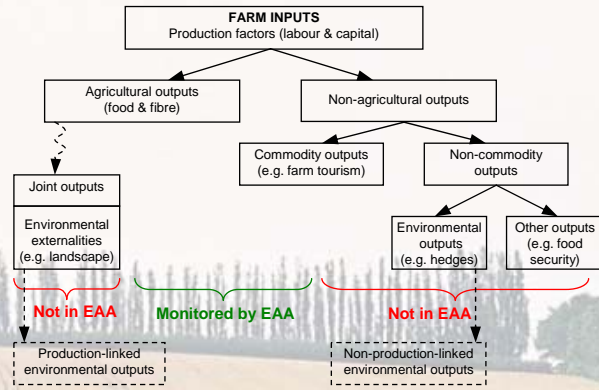 FARM INPUTS
Production factors (labour & capital)
Agricultural outputs
(food & fibre)
Non-agricultural outputs
Commodity outputs
(e.g. farm tourism)
Non-commodity
outputs
Joint outputs
Environmental
externalities
(e.g. landscape)
Environmental
outputs
(e.g. hedges)
Other outputs
(e.g. food
security)
Not in EAA
Monitored by EAA
Not in EAA
Production-linked
environmental outputs
Non-production-linked
environmental outputs